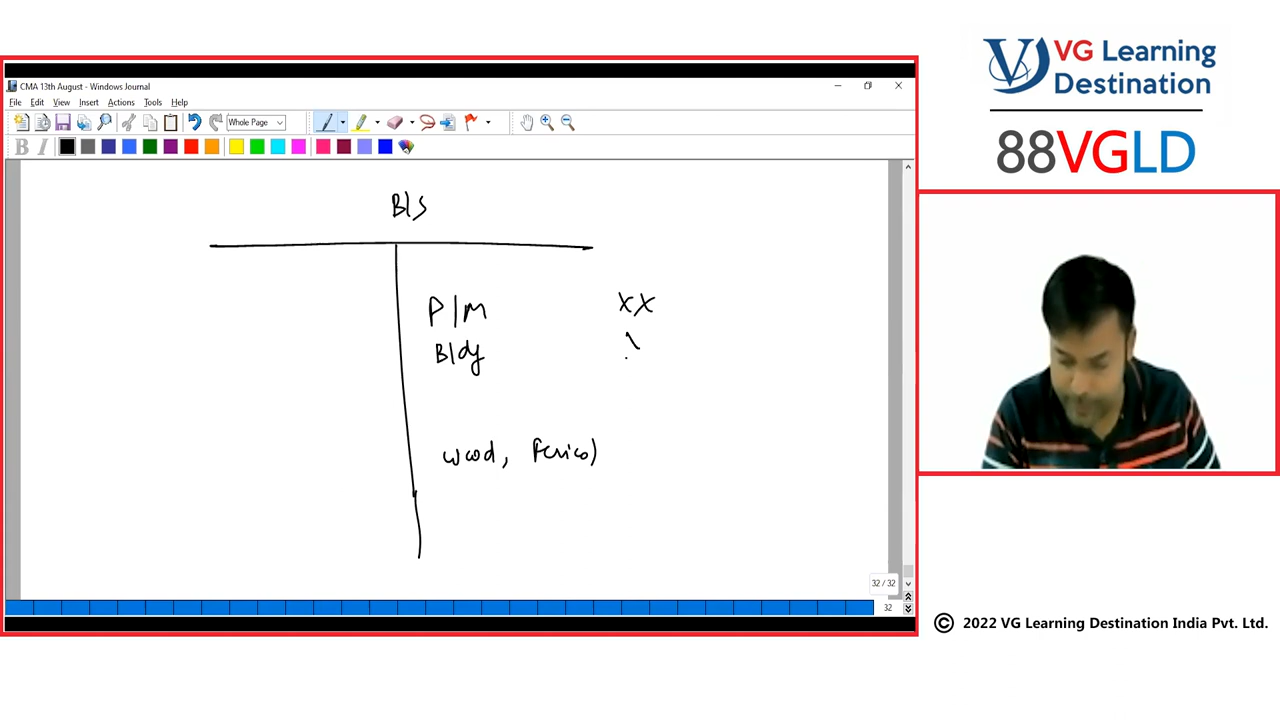 CMA 13th August - Windows Journal
File Edit View Insert Actions Tools Help
Whole Page
B I
B/S
P/M XX
Bldg
wood,
32 / 32
32
VG Learning
Destination
88VGLD
© 2022 VG Learning Destination India Pvt. Ltd.